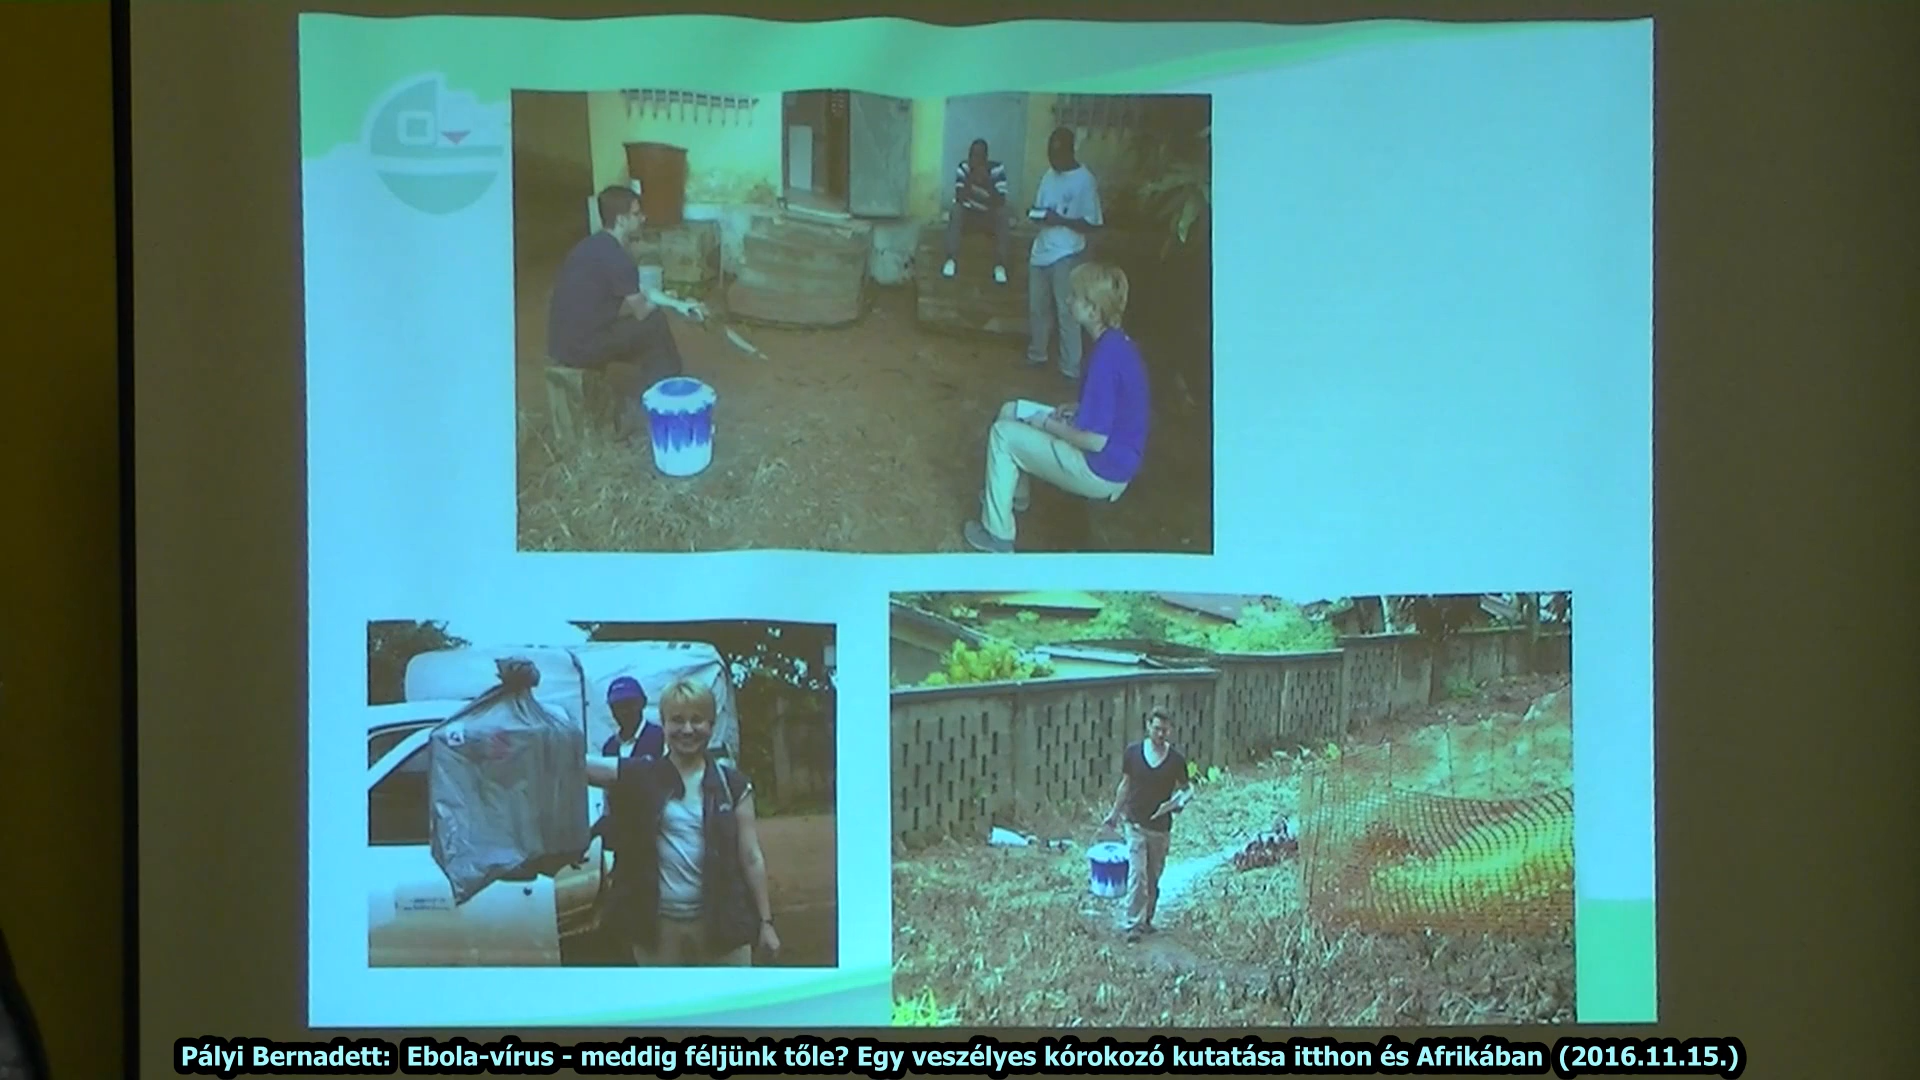 Pályi Bernadett:  Ebola-vírus - meddig féljünk tőle? Egy veszélyes kórokozó kutatása itthon és Afrikában  (2016.11.15.)